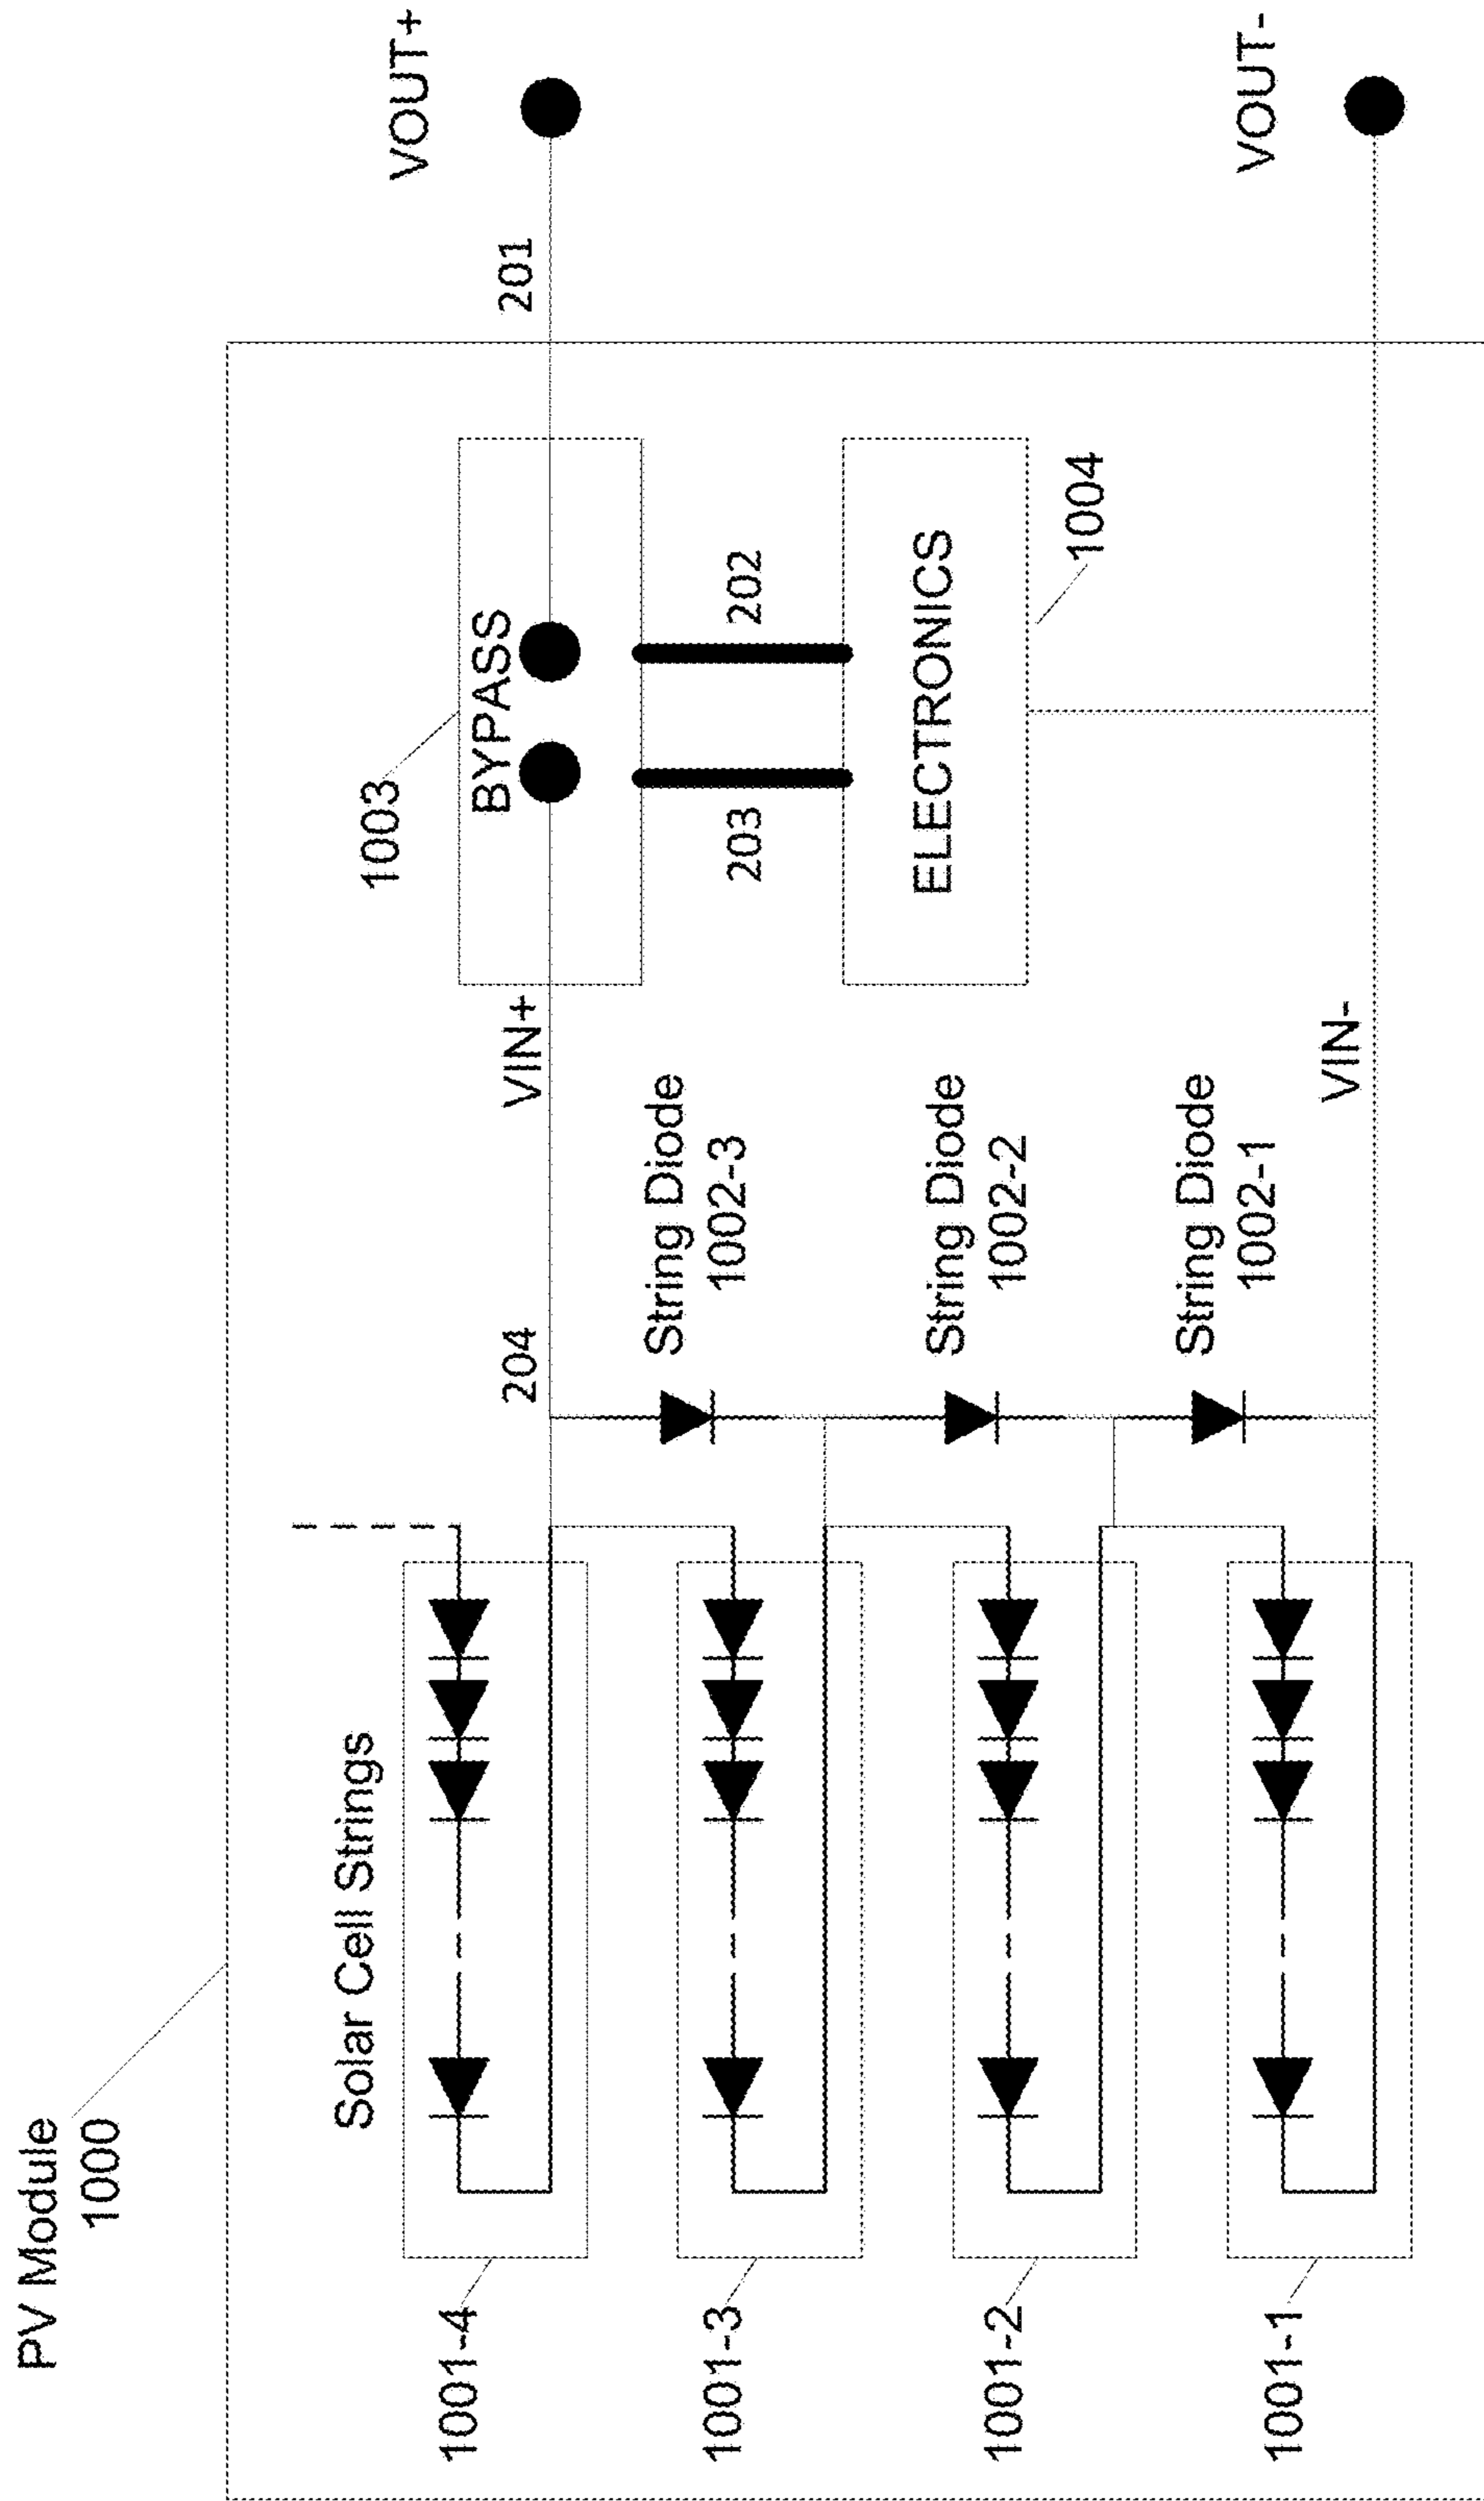 PV Module
1000
Solar Cell Strings
1001-4
1001-3
1001-2
1001-1
204
VIN+
String Diode
1002-3
String Diode
1002-2
String Diode
1002-1
VIN-
1003
BYPASS
203
202
ELECTRONICS
1004
201
VOUT+
VOUT-